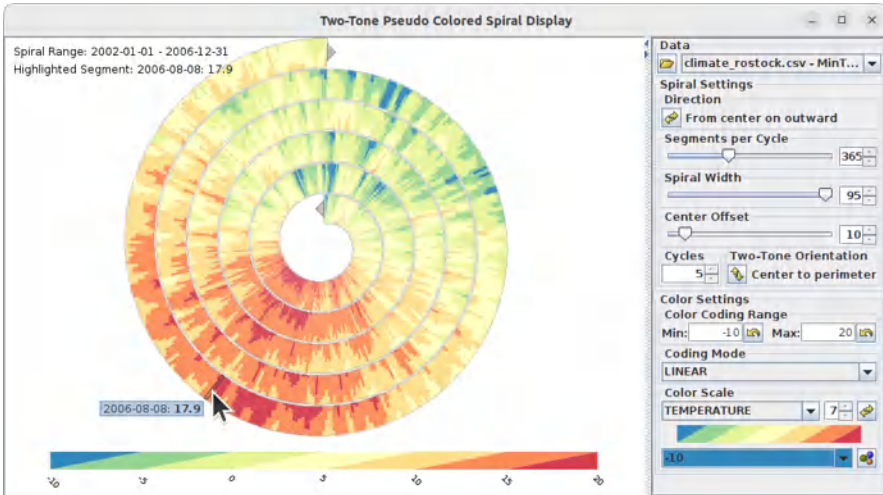 Two-Tone Pseudo Colored Spiral Display
Spiral Range: 2002-01-01 - 2006-12-31
Highlighted Segment: 2006-08-08: 17.9
2006-08-08: 17.9
-10
-5
0
5
10
15
20
Data
climate_rostock.csv - MinT...
Spiral Settings
Direction
From center on outward
Segments per Cycle
365
Spiral Width
95
Center Offset
10
Cycles Two-Tone Orientation
5 Center to perimeter
Color Settings
Color Coding Range
Min: -10 Max: 20
Coding Mode
LINEAR
Color Scale
TEMPERATURE 7
-10